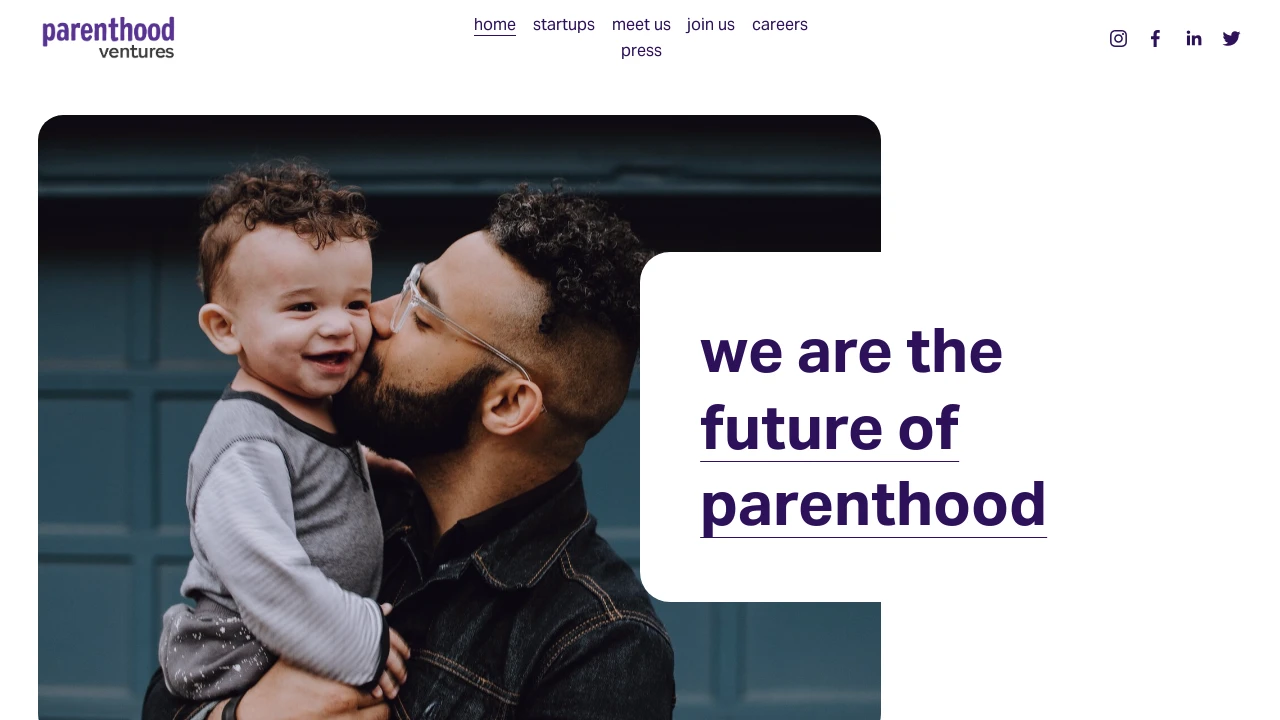 parenthood
ventures
home startups meet us join us careers
press
we are the
future of
parenthood